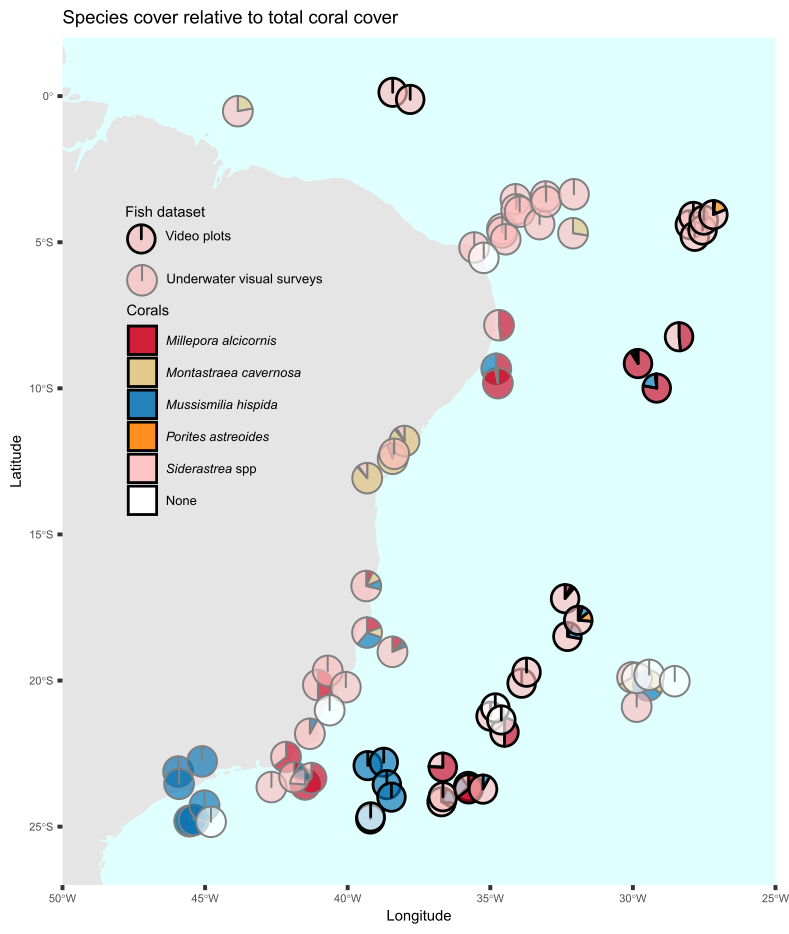 Species cover relative to total coral cover
0°
5°S
10°S
15°S
20°S
25°S
Latitude
Fish dataset
Video plots
Underwater visual surveys
Corals
Millepora alcicornis
Montastraea cavernosa
Mussismilia hispida
Porites astreoides
Siderastrea spp
None
50°W 45°W 40°W 35°W 30°W 25°W
Longitude